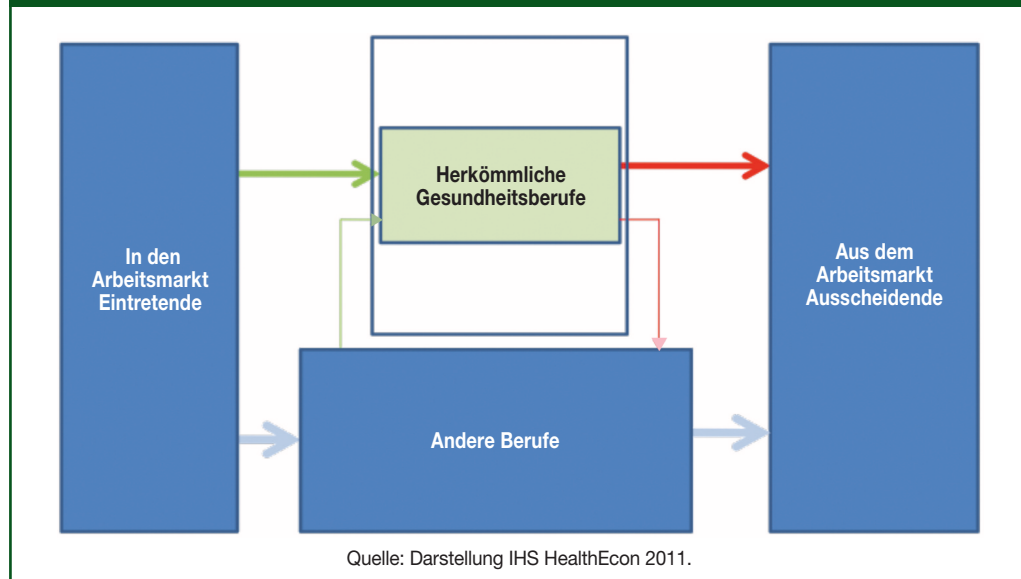 In den
Arbeitsmarkt
Eintretende
Herkömmliche
Gesundheitsberufe
Andere Berufe
Aus dem
Arbeitsmarkt
Ausscheidende
Quelle: Darstellung IHS HealthEcon 2011.